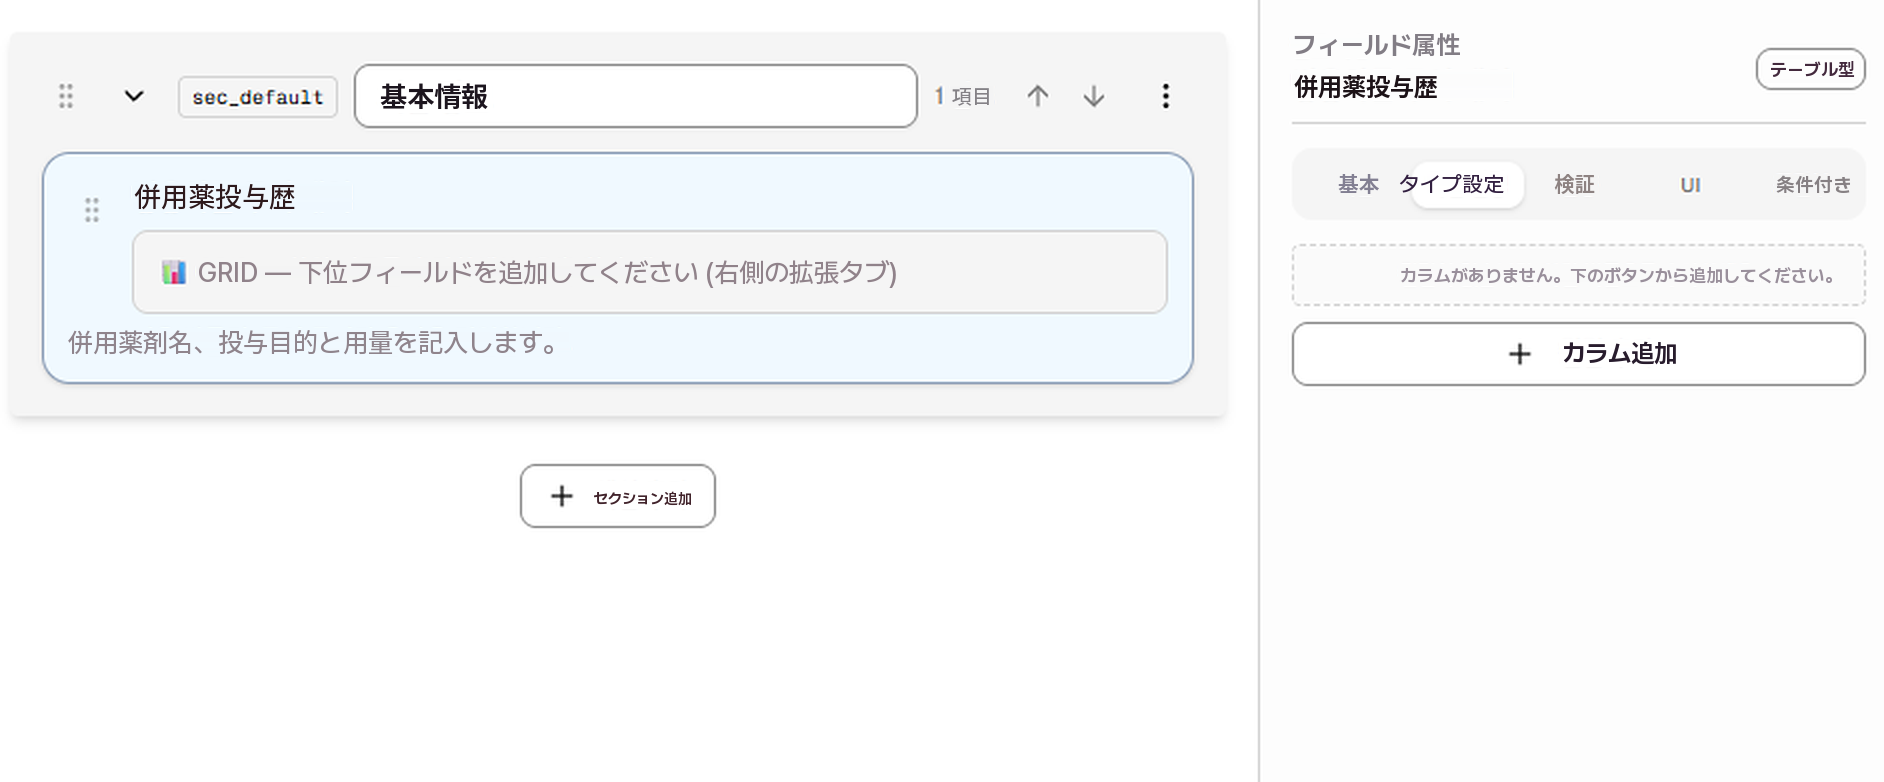 sec_default
基本情報
1 項目
併用薬投与歴
GRID — 下位フィールドを追加してください (右側の拡張タブ)
併用薬剤名、投与目的と用量を記入します。
セクション追加
フィールド属性
併用薬投与歴
テーブル型
基本 タイプ設定 検証 UI 条件付き
カラムがありません。下のボタンから追加してください。
カラム追加